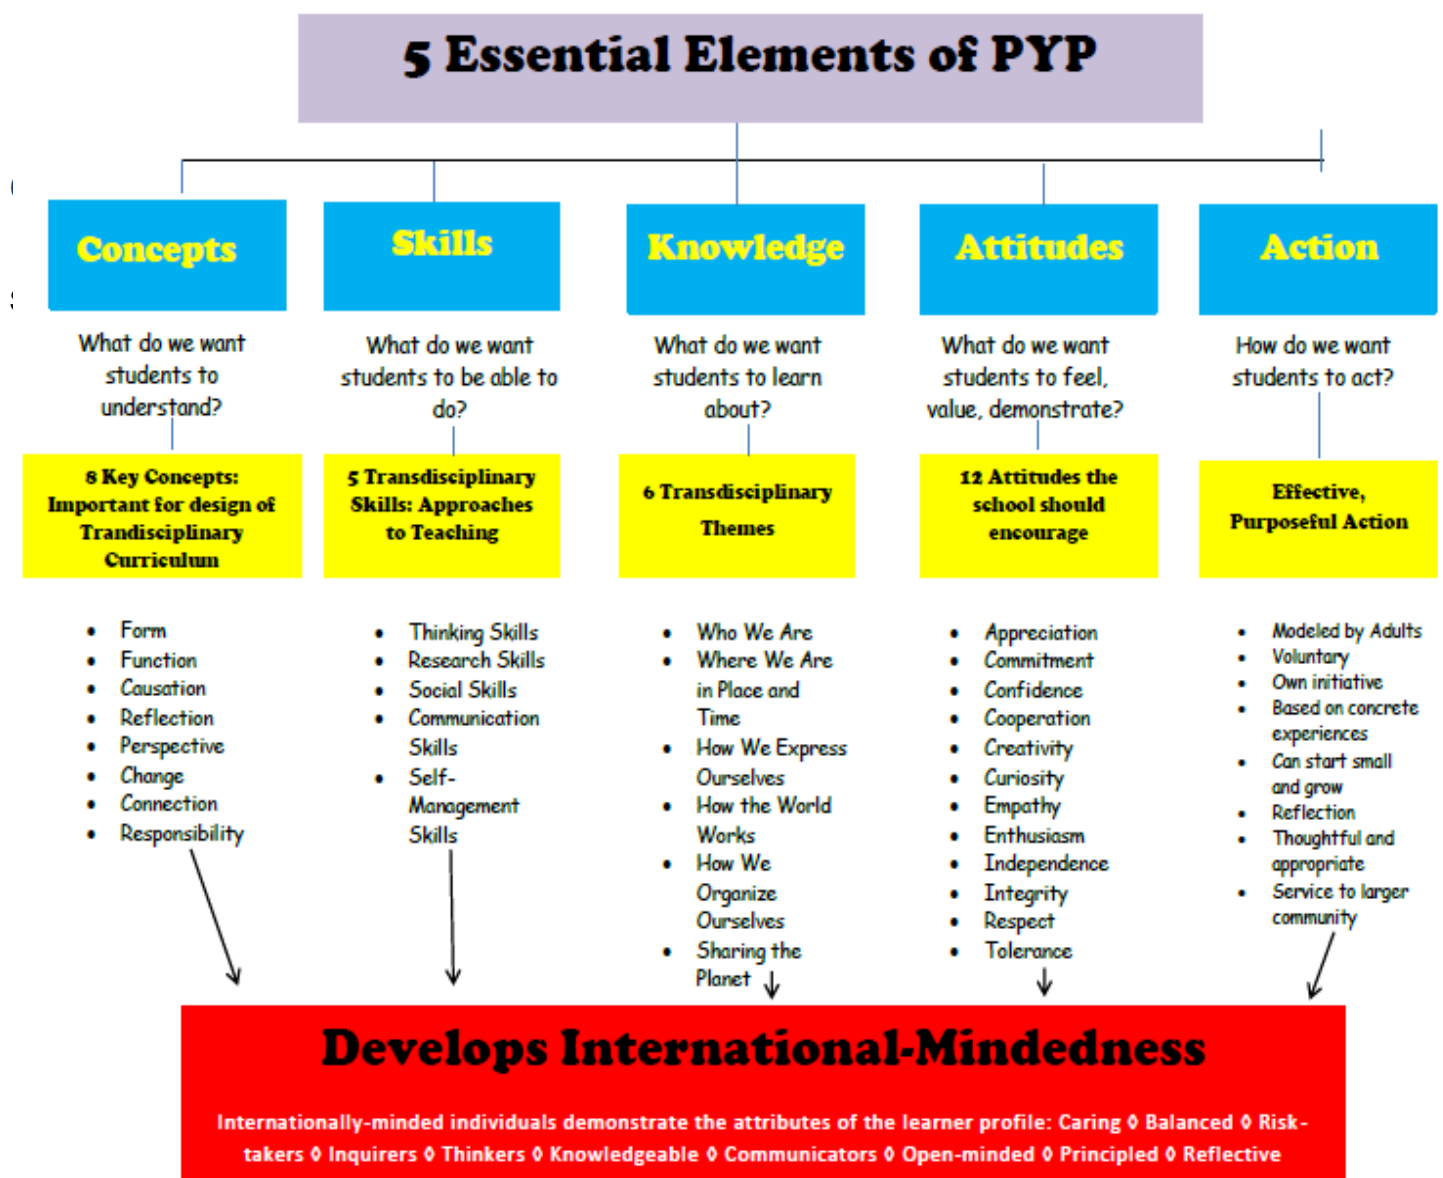 5 Essential Elements of PYP
Concepts
What do we want
students to
understand?
8 Key Concepts:
Important for design of
Trandisciplinary
Curriculum
• Form
• Function
• Causation
• Reflection
• Perspective
• Change
• Connection
• Responsibility
Skills
What do we want
students to be able to
do?
5 Transdisciplinary
Skills: Approaches
to Teaching
• Thinking Skills
• Research Skills
• Social Skills
• Communication
Skills
• Self-
Management
Skills
Knowledge
What do we want
students to learn
about?
6 Transdisciplinary
Themes
• Who We Are
• Where We Are
in Place and
Time
• How We Express
Ourselves
• How the World
Works
• How We
Organize
Ourselves
• Sharing the
Planet
Attitudes
What do we want
students to feel,
value, demonstrate?
12 Attitudes the
school should
encourage
• Appreciation
• Commitment
• Confidence
• Cooperation
• Creativity
• Curiosity
• Empathy
• Enthusiasm
• Independence
• Integrity
• Respect
• Tolerance
Action
How do we want
students to act?
Effective,
Purposeful Action
• Modeled by Adults
• Voluntary
• Own initiative
• Based on concrete
experiences
• Can start small
and grow
• Reflection
• Thoughtful and
appropriate
• Service to larger
community
Develops International-Mindedness
Internationally-minded individuals demonstrate the attributes of the learner profile: Caring ◊ Balanced ◊ Risk-
takers ◊ Inquirers ◊ Thinkers ◊ Knowledgeable ◊ Communicators ◊ Open-minded ◊ Principled ◊ Reflective